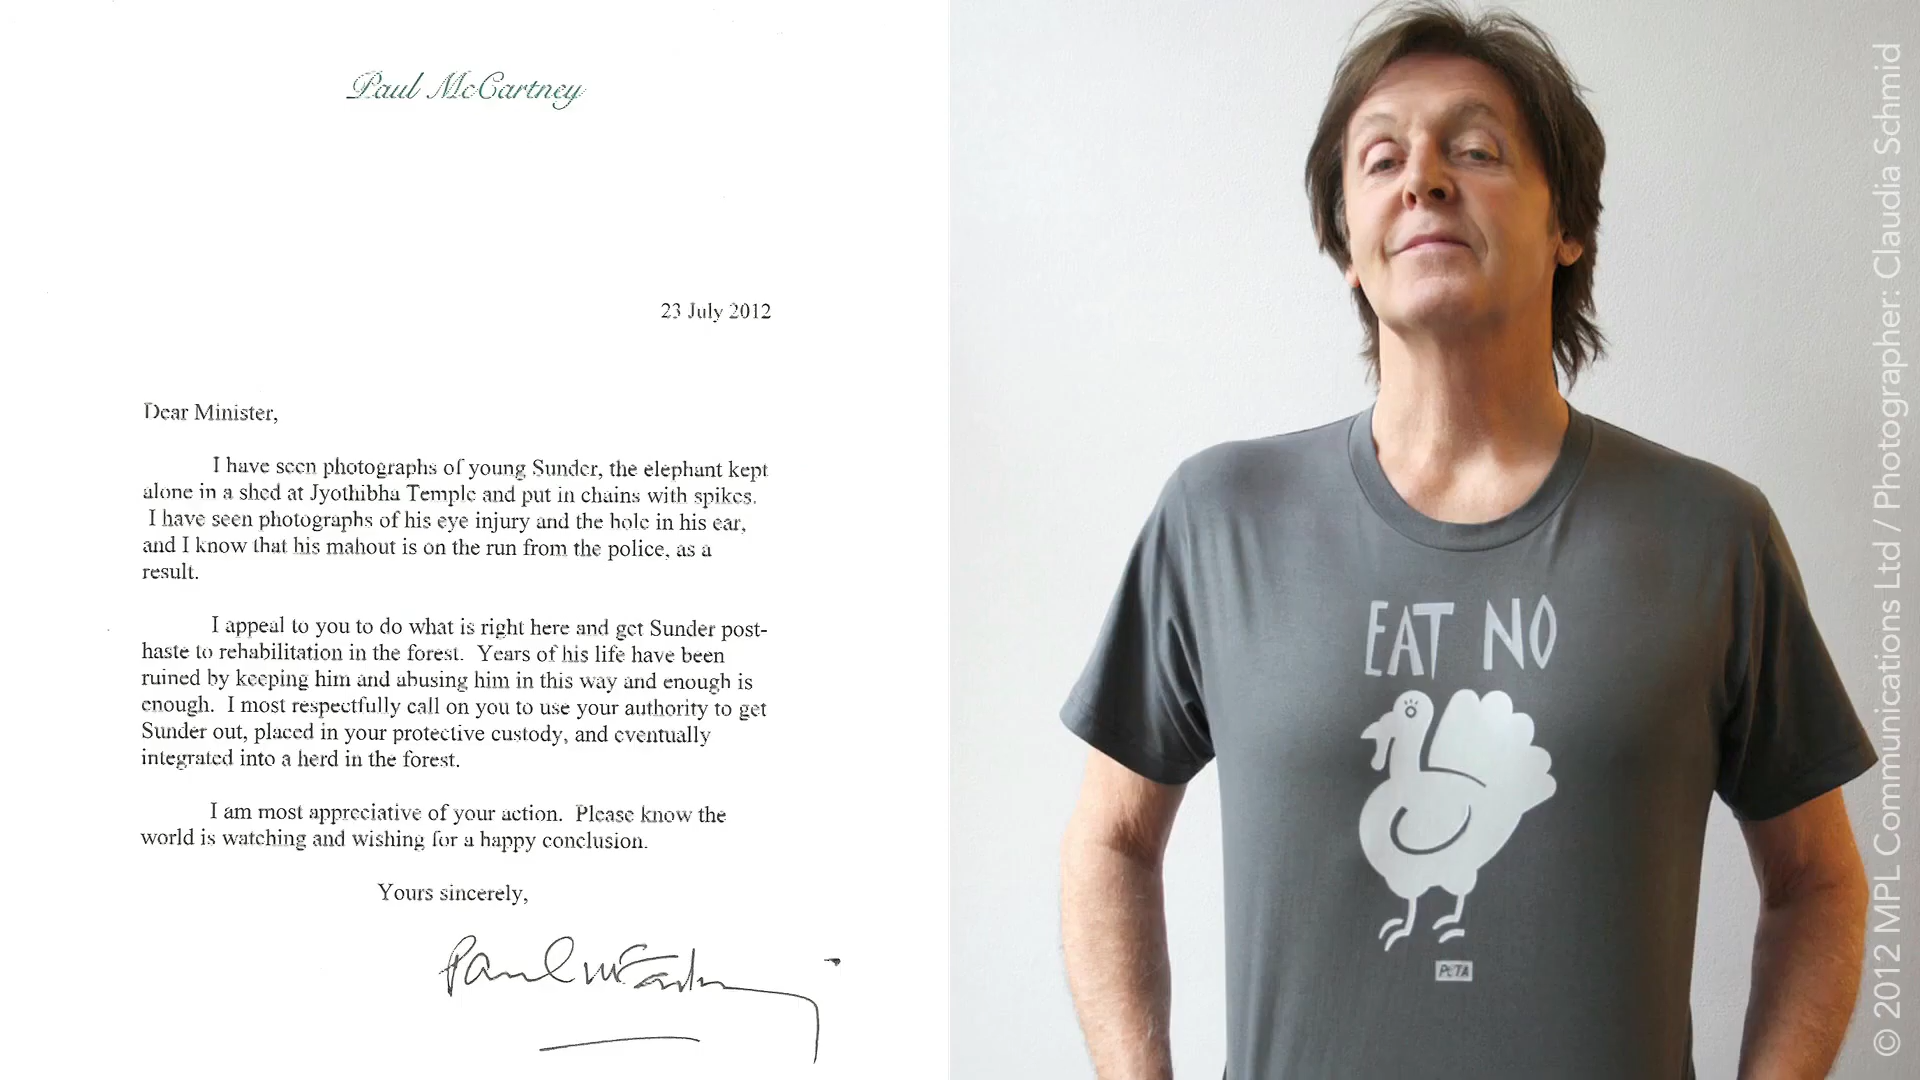 Paul McCartney
23 July 2012
Dear Minister,
I have seen photographs of young Sunder, the elephant kept
alone in a shed at Jyothibha Temple and put in chains with spikes.
I have seen photographs of his eye injury and the hole in his ear,
and I know that his mahout is on the run from the police, as a
result.
I appeal to you to do what is right here and get Sunder post-
haste to rehabilitation in the forest. Years of his life have been
ruined by keeping him and abusing him in this way and enough is
enough. I most respectfully call on you to use your authority to get
Sunder out, placed in your protective custody, and eventually
integrated into a herd in the forest.
I am most appreciative of your action. Please know the
world is watching and wishing for a happy conclusion.
Yours sincerely,
Paul McCartney
EAT NO
PETA
© 2012 MPL Communications Ltd / Photographer: Claudia Schmid